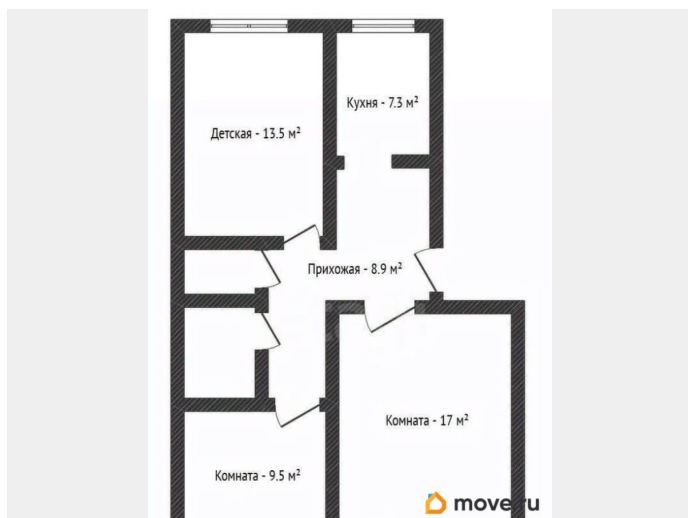 Кухня - 7.3 м²
Детская - 13.5 м²
Прихожая - 8.9 м²
Комната - 17 м²
Комната - 9.5 м²
move.ru